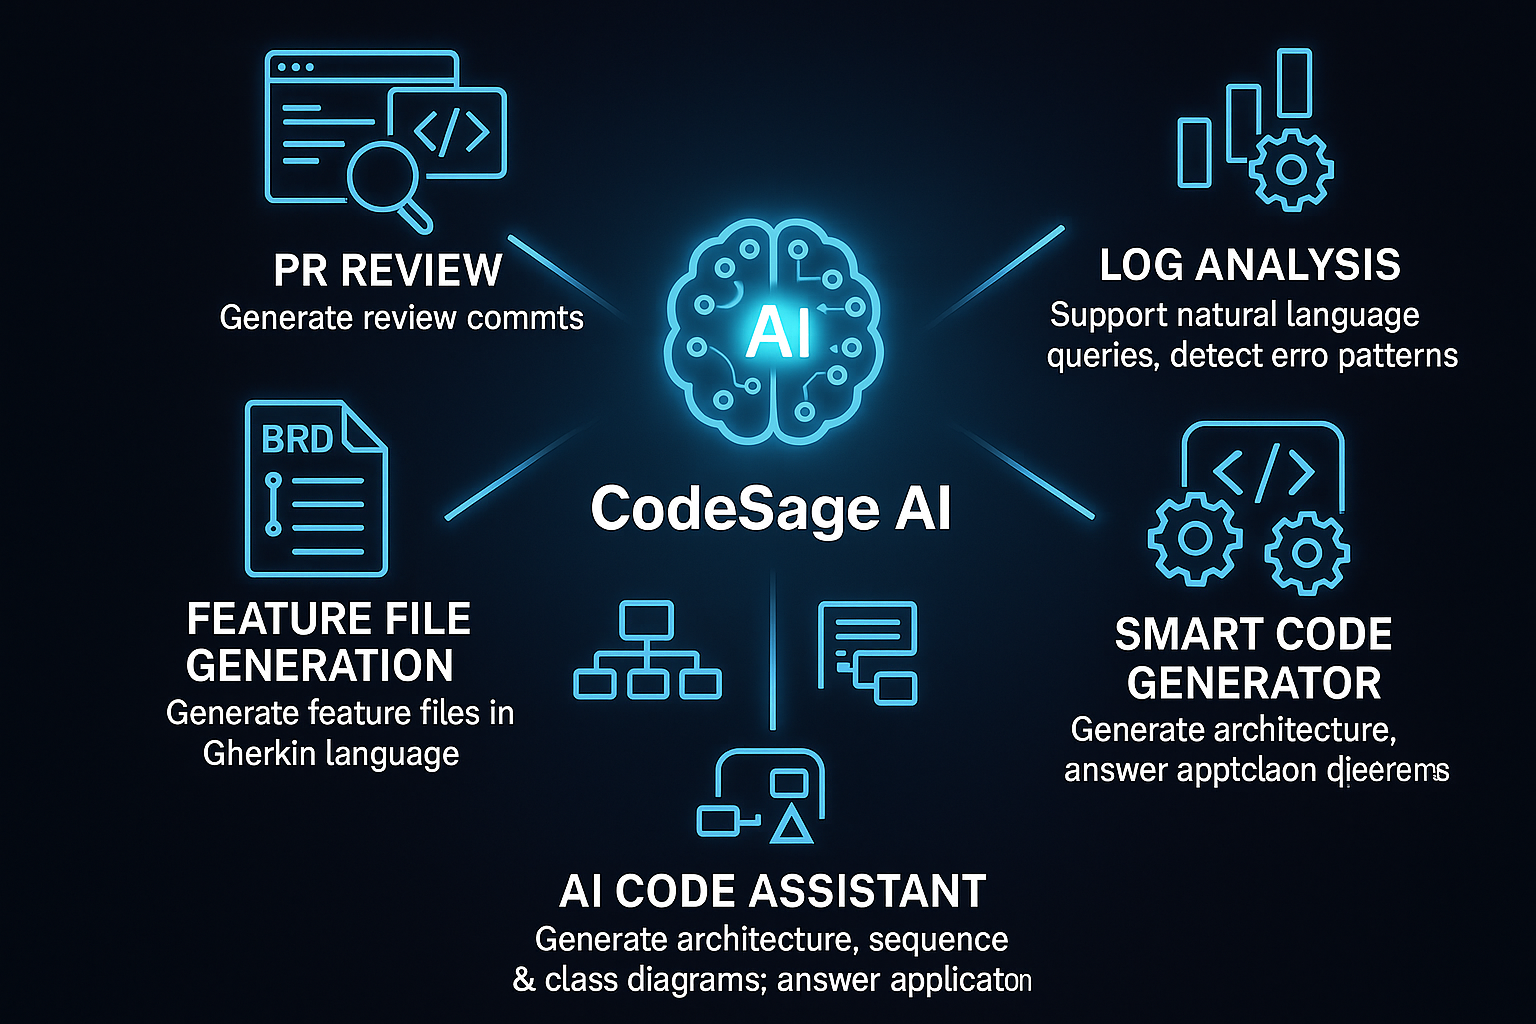 PR REVIEW
Generate review commts
LOG ANALYSIS
Support natural language
queries, detect erro patterns
AI
CodeSage AI
BRD
FEATURE FILE
GENERATION
Generate feature files in
Gherkin language
SMART CODE
GENERATOR
Generate architecture,
answer apptclaon
AI CODE ASSISTANT
Generate architecture, sequence
& class diagrams; answer applicaton